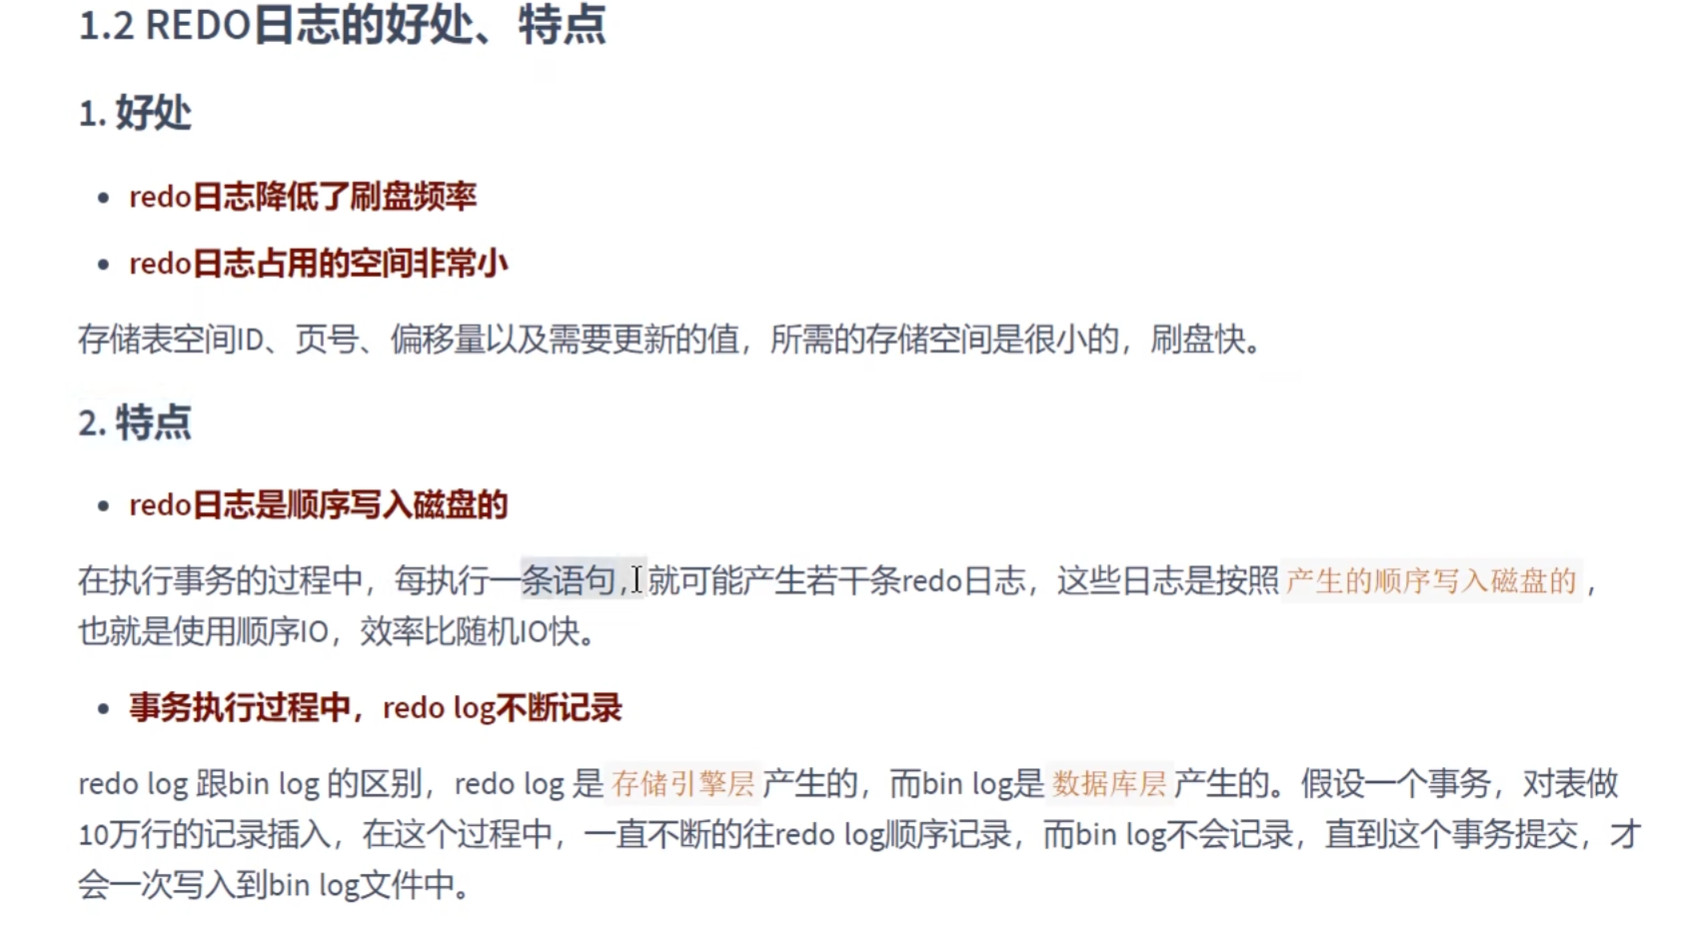 1.2 REDO日志的好处、特点
1. 好处
• redo日志降低了刷盘频率
• redo日志占用的空间非常小
存储表空间ID、页号、偏移量以及需要更新的值，所需的存储空间是很小的，刷盘快。
2. 特点
• redo日志是顺序写入磁盘的
在执行事务的过程中，每执行一条语句，就可能产生若干条redo日志，这些日志是按照 产生的顺序写入磁盘的 ，
也就是使用顺序IO，效率比随机IO快。
• 事务执行过程中，redo log不断记录
redo log 跟bin log 的区别，redo log 是 存储引擎层 产生的，而bin log是 数据库层 产生的。假设一个事务，对表做
10万行的记录插入，在这个过程中，一直不断的往redo log顺序记录，而bin log不会记录，直到这个事务提交，才
会一次写入到bin log文件中。